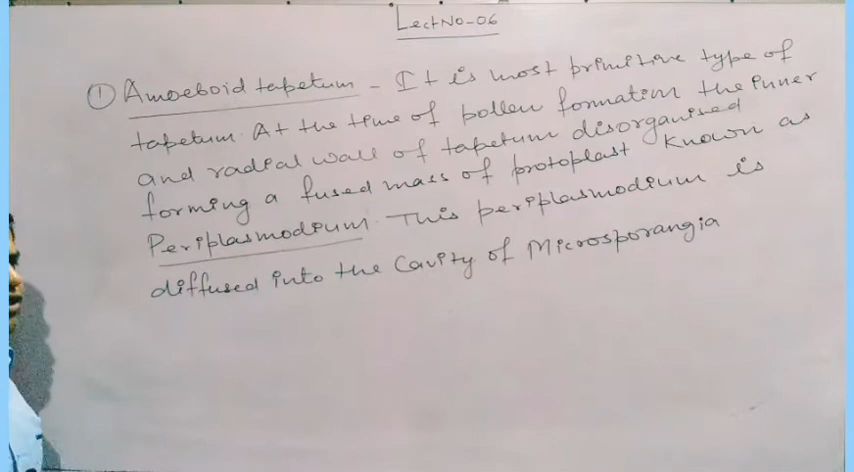 Lect No-06
① Amoeboid tapetum - It is most primitive type of
tapetum. At the time of pollen formation the inner
and radial wall of tapetum disorganised
forming a fused mass of protoplast known as
Periplasmodium. This periplasmodium is
diffused into the cavity of Microsporangia